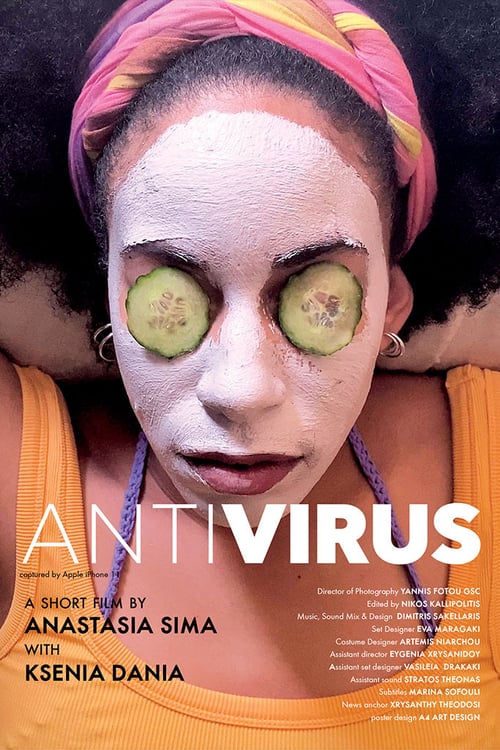 ANTIVIRUS
captured by Apple iPhone 11
A SHORT FILM BY
ANASTASIA SIMA
WITH
KSENIA DANIA
Director of Photography YANNIS FOTOU GSC
Edited by NIKOS KALLIPOLITIS
Music, Sound Mix & Design DIMITRIS SAKELLARIS
Set Designer EVA MARAGAKI
Costume Designer ARTEMIS NIARCHOU
Assistant director EYGENIA XRYSANIDOY
Assistant set designer VASILEIA DRAKAKI
Assistant sound STRATOS THEONAS
Subtitles MARINA SOFOULI
News anchor XRYSANTHY THEODOSI
poster design A4 ART DESIGN